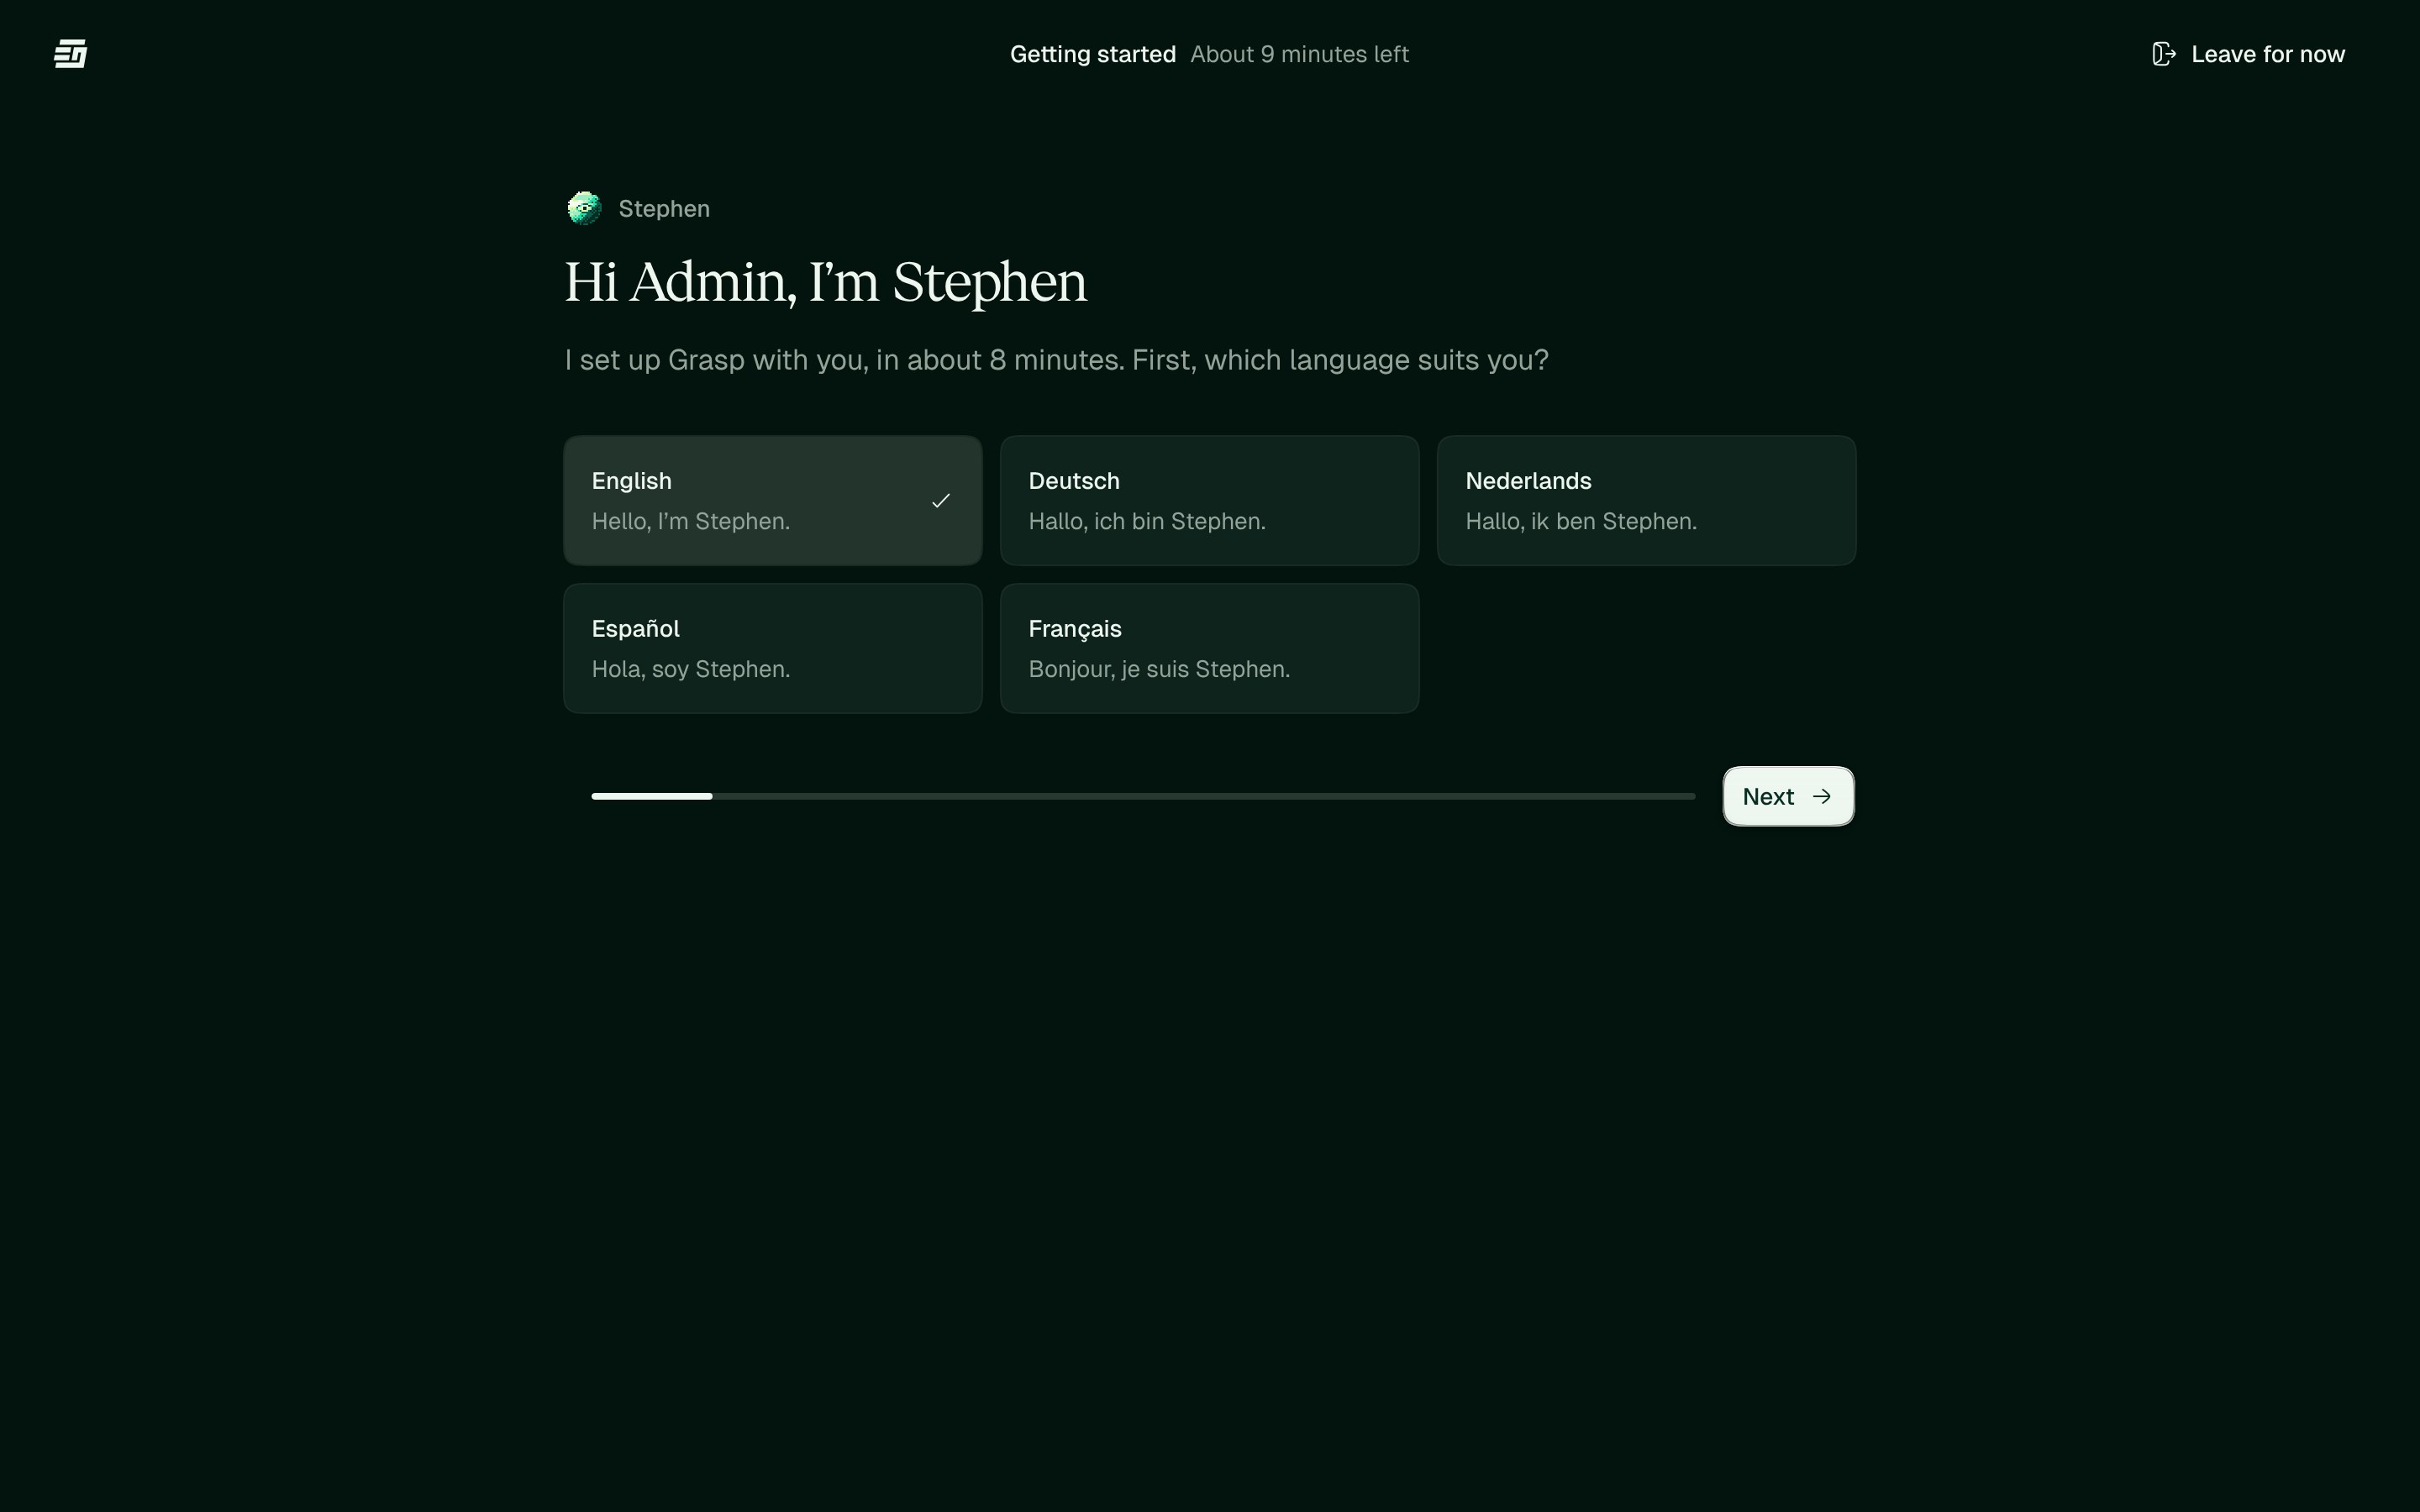 Getting started About 9 minutes left
Leave for now
Stephen
Hi Admin, I’m Stephen
I set up Grasp with you, in about 8 minutes. First, which language suits you?
English
Hello, I’m Stephen.
Deutsch
Hallo, ich bin Stephen.
Nederlands
Hallo, ik ben Stephen.
Español
Hola, soy Stephen.
Français
Bonjour, je suis Stephen.
Next